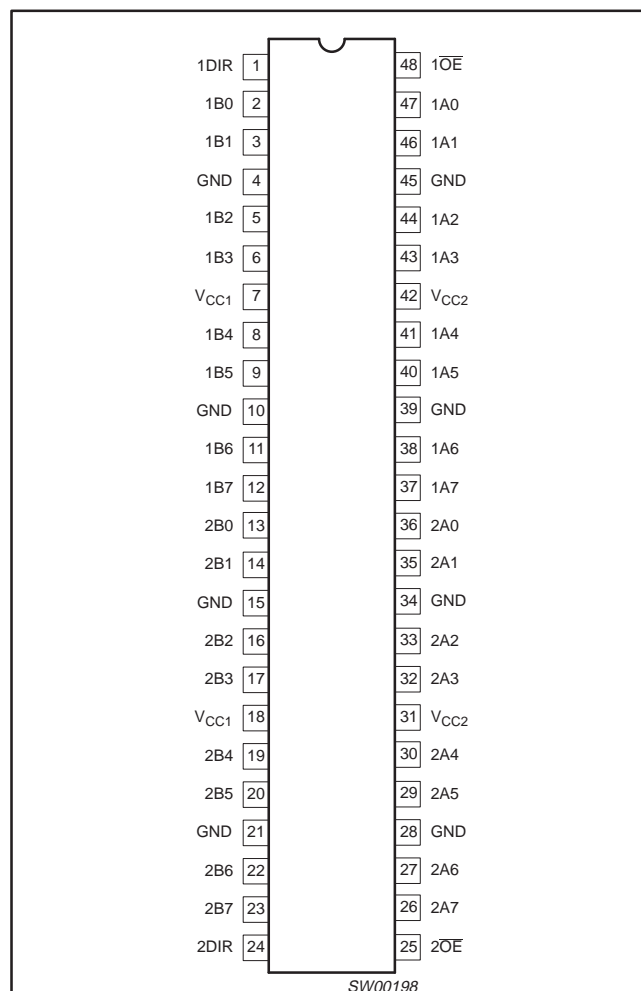 1DIR 1 48 1O̅E̅
1B0 2 47 1A0
1B1 3 46 1A1
GND 4 45 GND
1B2 5 44 1A2
1B3 6 43 1A3
VCC1 7 42 VCC2
1B4 8 41 1A4
1B5 9 40 1A5
GND 10 39 GND
1B6 11 38 1A6
1B7 12 37 1A7
2B0 13 36 2A0
2B1 14 35 2A1
GND 15 34 GND
2B2 16 33 2A2
2B3 17 32 2A3
VCC1 18 31 VCC2
2B4 19 30 2A4
2B5 20 29 2A5
GND 21 28 GND
2B6 22 27 2A6
2B7 23 26 2A7
2DIR 24 25 2O̅E̅
SW00198